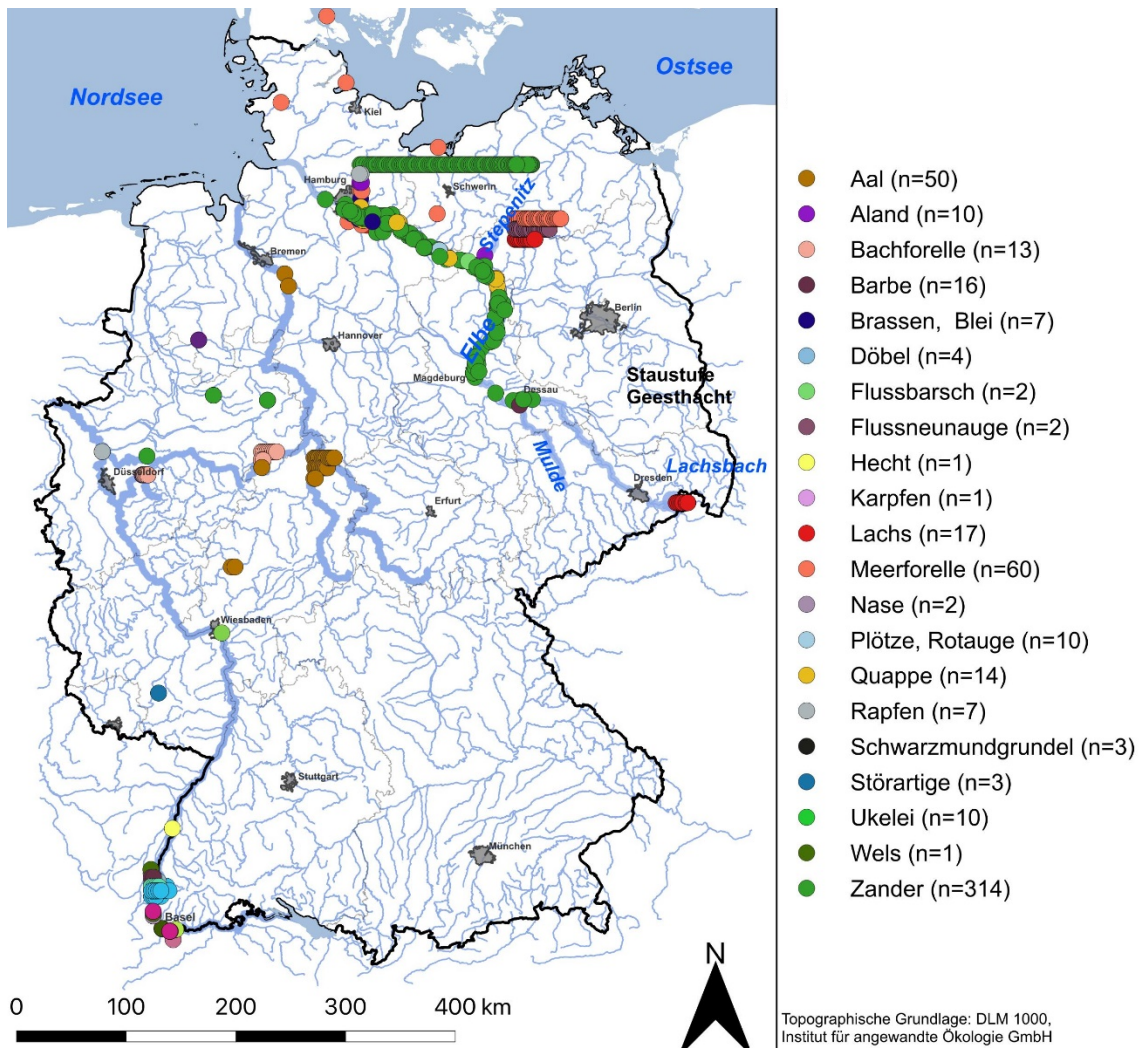 Nordsee
Ostsee
Kiel
Hamburg
Schwerin
Stepenitz
Bremen
Berlin
Hannover
Elbe
Magdeburg
Staustufe
Geesthacht
Dessau
Mulde
Lachsbach
Düsseldorf
Dresden
Erfurt
Wiesbaden
Stuttgart
München
Basel
0 100 200 300 400 km
N
Aal (n=50)
Aland (n=10)
Bachforelle (n=13)
Barbe (n=16)
Brassen, Blei (n=7)
Döbel (n=4)
Flussbarsch (n=2)
Flussneunauge (n=2)
Hecht (n=1)
Karpfen (n=1)
Lachs (n=17)
Meerforelle (n=60)
Nase (n=2)
Plötze, Rotauge (n=10)
Quappe (n=14)
Rapfen (n=7)
Schwarzmundgrundel (n=3)
Störartige (n=3)
Ukelei (n=10)
Wels (n=1)
Zander (n=314)
Topographische Grundlage: DLM 1000,
Institut für angewandte Ökologie GmbH